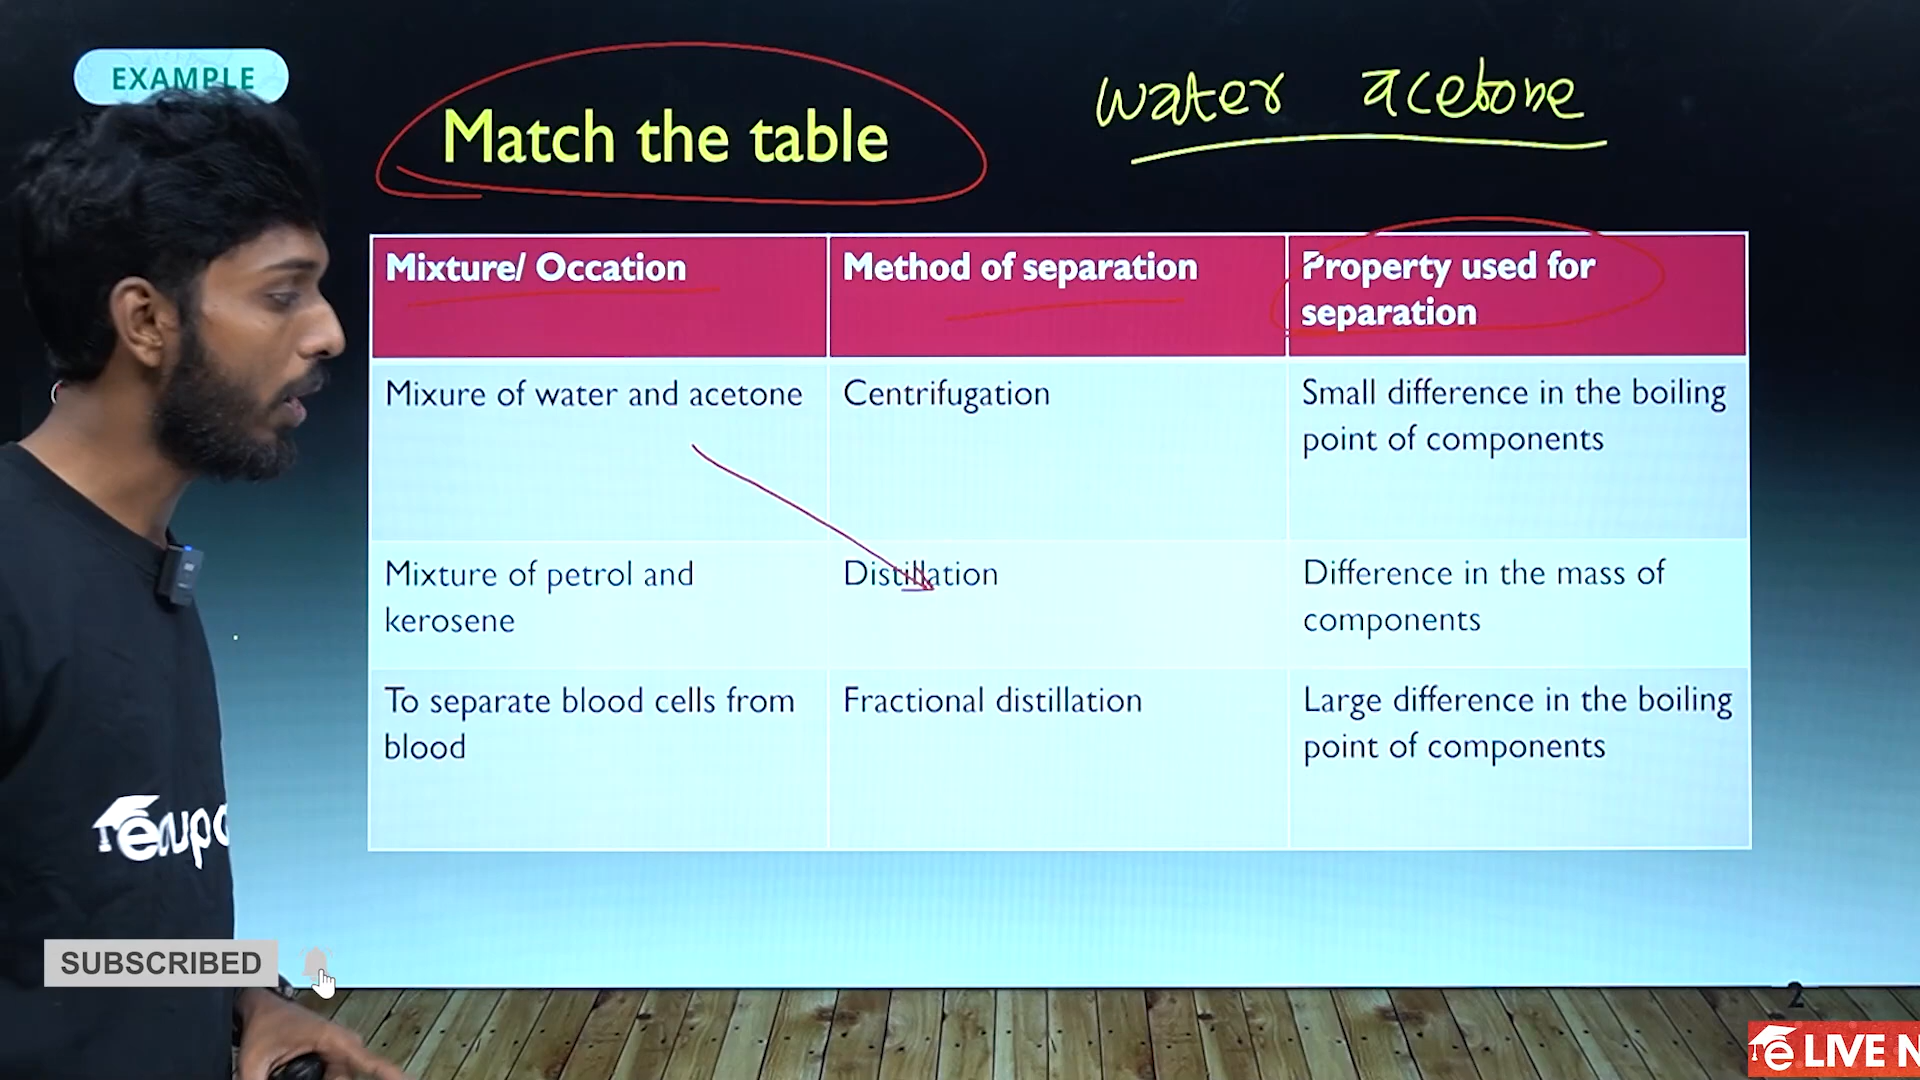 EXAMPLE
Match the table
water acetone
Mixture/ Occation
Method of separation
Property used for
separation
Mixure of water and acetone
Centrifugation
Small difference in the boiling
point of components
Mixture of petrol and
kerosene
Distillation
Difference in the mass of
components
To separate blood cells from
blood
Fractional distillation
Large difference in the boiling
point of components
SUBSCRIBED
2
LIVE N